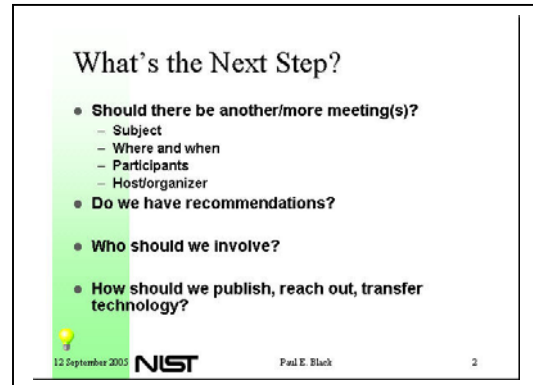 What's the Next Step?
● Should there be another/more meeting(s)?
– Subject
– Where and when
– Participants
– Host/organizer
● Do we have recommendations?
● Who should we involve?
● How should we publish, reach out, transfer
technology?
12 September 2005 NIST Paul E. Black 2